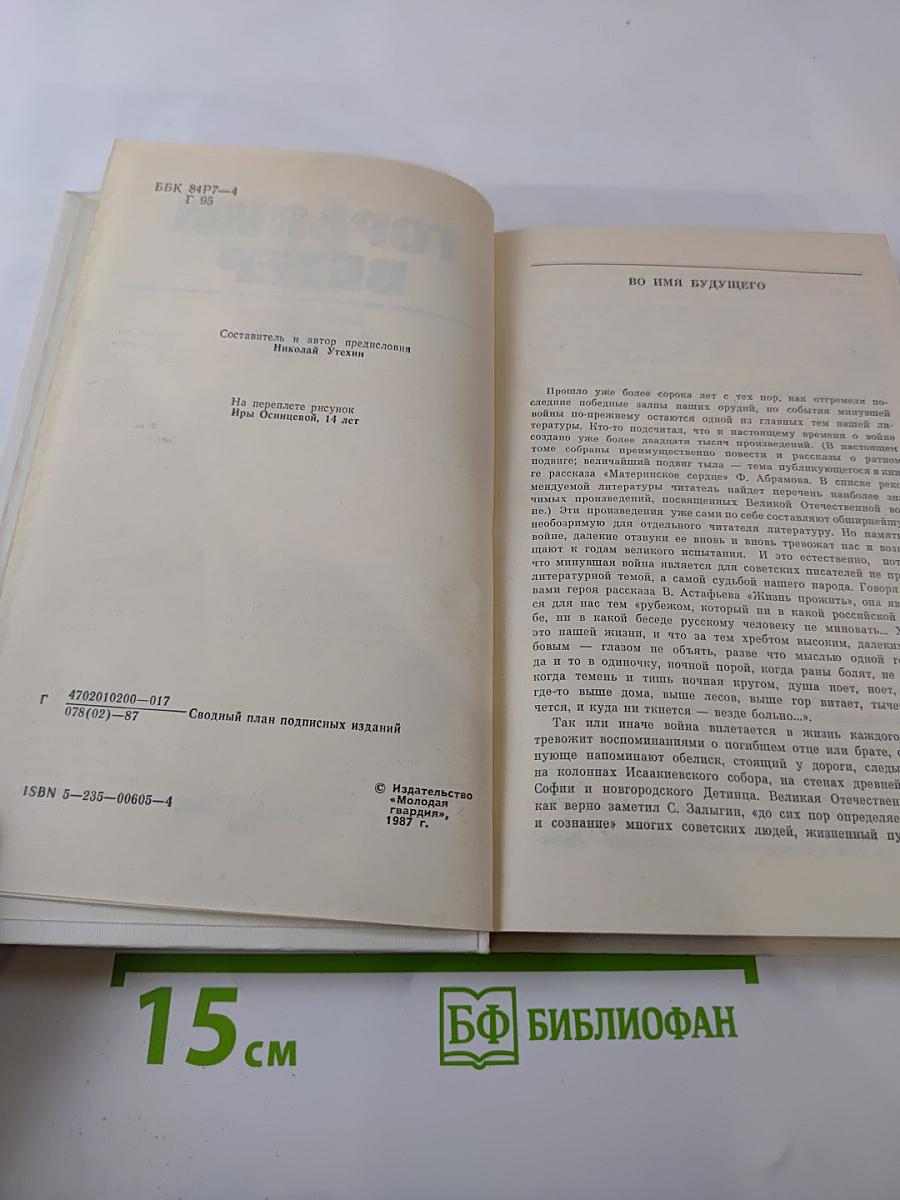 ББК 84Р7—4
Г 95
Составитель и автор предисловия
Николай Утехин
На переплете рисунок
Иры Осинцевой, 14 лет
Г 4702010200—017
078(02)—87
Сводный план подписных изданий
ISBN 5—235—00605—4
© Издательство
«Молодая
гвардия»,
1987 г.
ВО ИМЯ БУДУЩЕГО
Прошло уже более сорока лет с тех пор, как отгремели по-
следние победные залпы наших орудий, но события минувшей
войны по-прежнему остаются одной из главных тем нашей ли-
тературы. Кто-то подсчитал, что к настоящему времени о войне
создано уже более двадцати тысяч произведений. (В настоящем
томе собраны преимущественно повести и рассказы о ратном
подвиге; величайший подвиг тыла — тема публикующегося в кни-
ге рассказа «Материнское сердце» Ф. Абрамова. В списке реко
мендуемой литературы читатель найдет перечень наиболее зна
чимых произведений, посвященных Великой Отечественной во
не.) Эти произведения уже сами по себе составляют обширнейшу
необозримую для отдельного читателя литературу. Но память
войне, далекие отзвуки ее вновь и вновь тревожат нас и возв
щают к годам великого испытания. И это естественно, пот
что минувшая война является для советских писателей не пр
литературной темой, а самой судьбой нашего народа. Говоря
вами героя рассказа В. Астафьева «Жизнь прожить», она яв
ся для нас тем «рубежом, который ни в какой российской
бе, ни в какой беседе русскому человеку не миновать...
это нашей жизни, и что за тем хребтом высоким, далеким
бовым — глазом не объять, разве что мыслью одной
да и то в одиночку, ночной порой, когда раны болят, не
когда темень и тишь ночная кругом, душа ноет, ноет,
где-то выше дома, выше лесов, выше гор витает, тыче
чется, и куда ни ткнется — везде больно...».
Так или иначе война вплетается в жизнь каждого
тревожит воспоминаниями о погибшем отце или брате,
нующе напоминают обелиск, стоящий у дороги, следы
на колоннах Исаакиевского собора, на стенах древней
Софии и новгородского Детинца. Великая Отечествен
как верно заметил С. Залыгин, «до сих пор определяе
и сознание» многих советских людей, жизненный пу
15 см
БФ БИБЛИОФАН